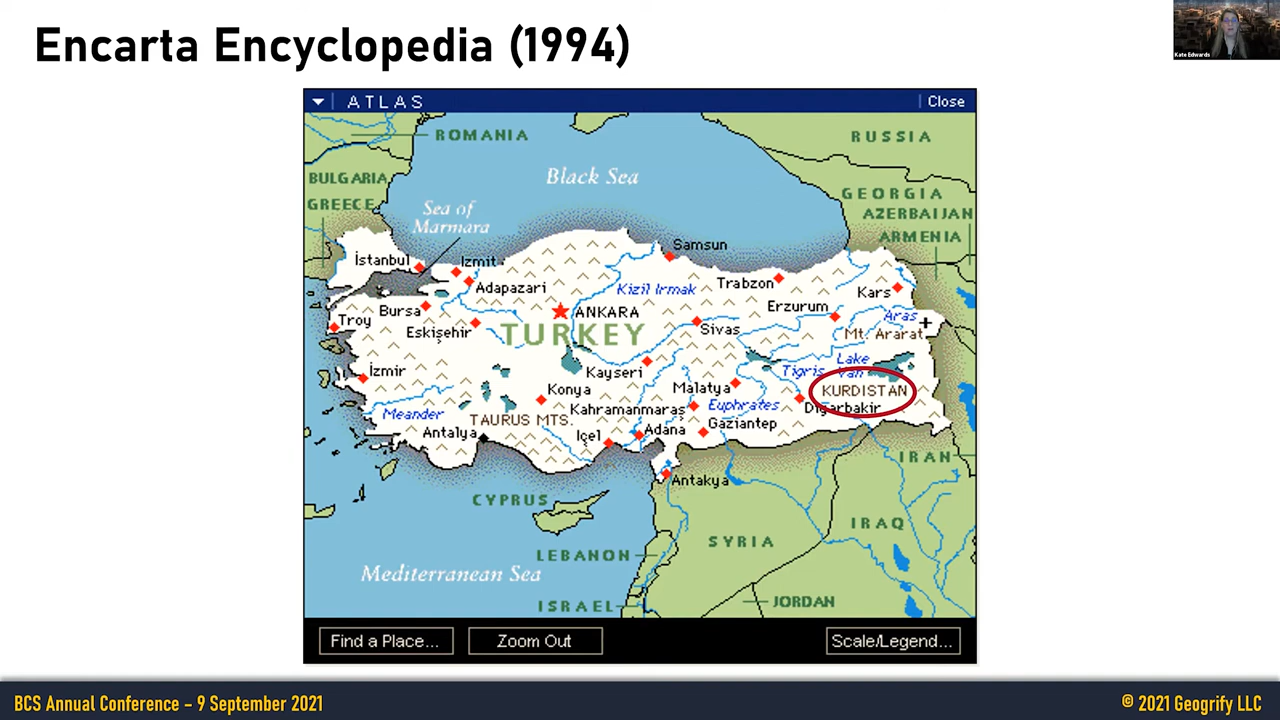 Encarta Encyclopedia (1994)
Kate Edwards
ATLAS
Close
ROMANIA
RUSSIA
BULGARIA
Black Sea
GEORGIA
GREECE
AZERBAIJAN
Sea of
Marmara
ARMENIA
Samsun
İstanbul
Izmit
Adapazari
Kizil Irmak
Trabzon
Kars
Bursa
ANKARA
Erzurum
Aras
Troy
Eskişehir
TURKEY
Sivas
Mt. Ararat
İzmir
Kayseri
Tigris
Lake
Van
Konya
Malatya
KURDISTAN
Meander
TAURUS MTS.
Kahramanmaras
Euphrates
Diyarbakir
Antalya
Içel
Adana
Gaziantep
IRAN
Antakya
CYPRUS
IRAQ
SYRIA
LEBANON
Mediterranean Sea
ISRAEL
JORDAN
Find a Place...
Zoom Out
Scale/Legend...
BCS Annual Conference – 9 September 2021
© 2021 Geogrify LLC